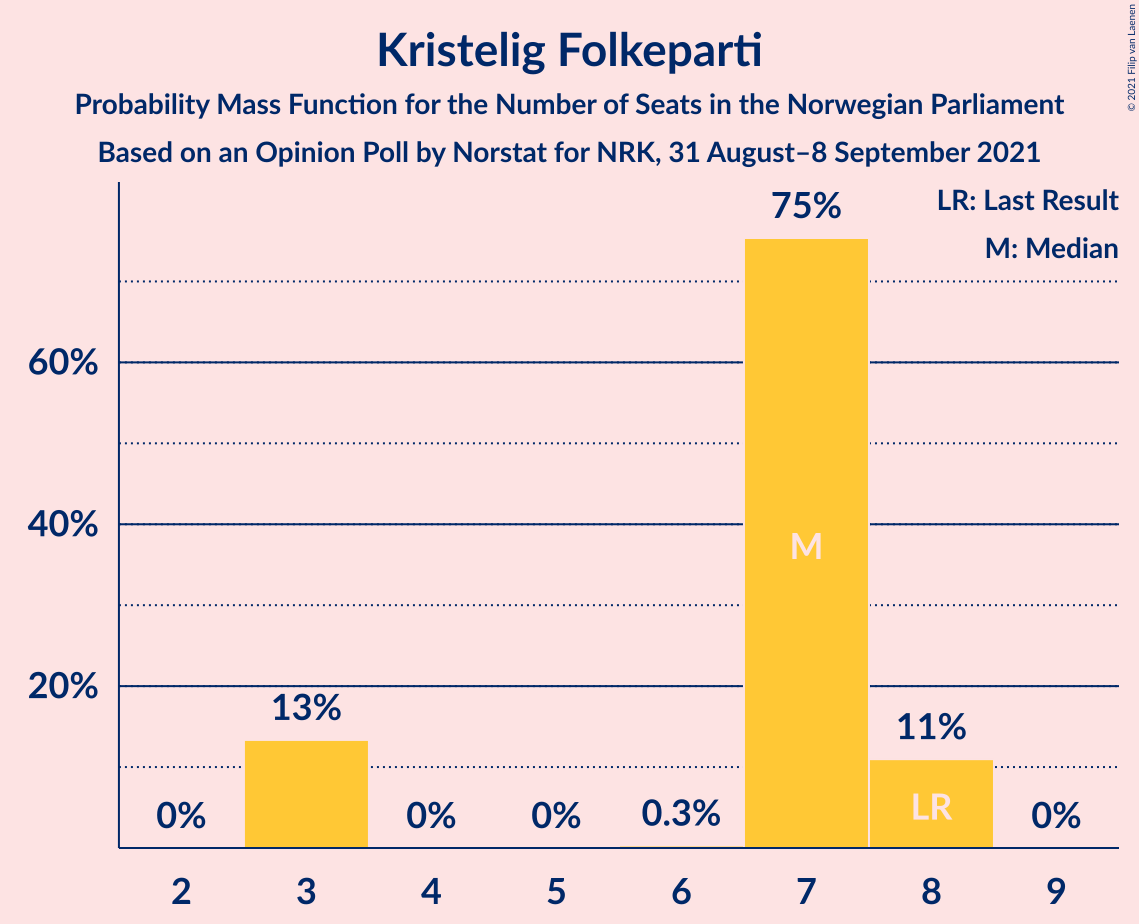 Kristelig Folkeparti
Probability Mass Function for the Number of Seats in the Norwegian Parliament
Based on an Opinion Poll by Norstat for NRK, 31 August–8 September 2021
© 2021 Filip van Laenen
LR: Last Result
M: Median
75%
60%
40%
M
20%
13%
11%
0%
0%
0%
0.3%
LR
0%
2 3 4 5 6 7 8 9